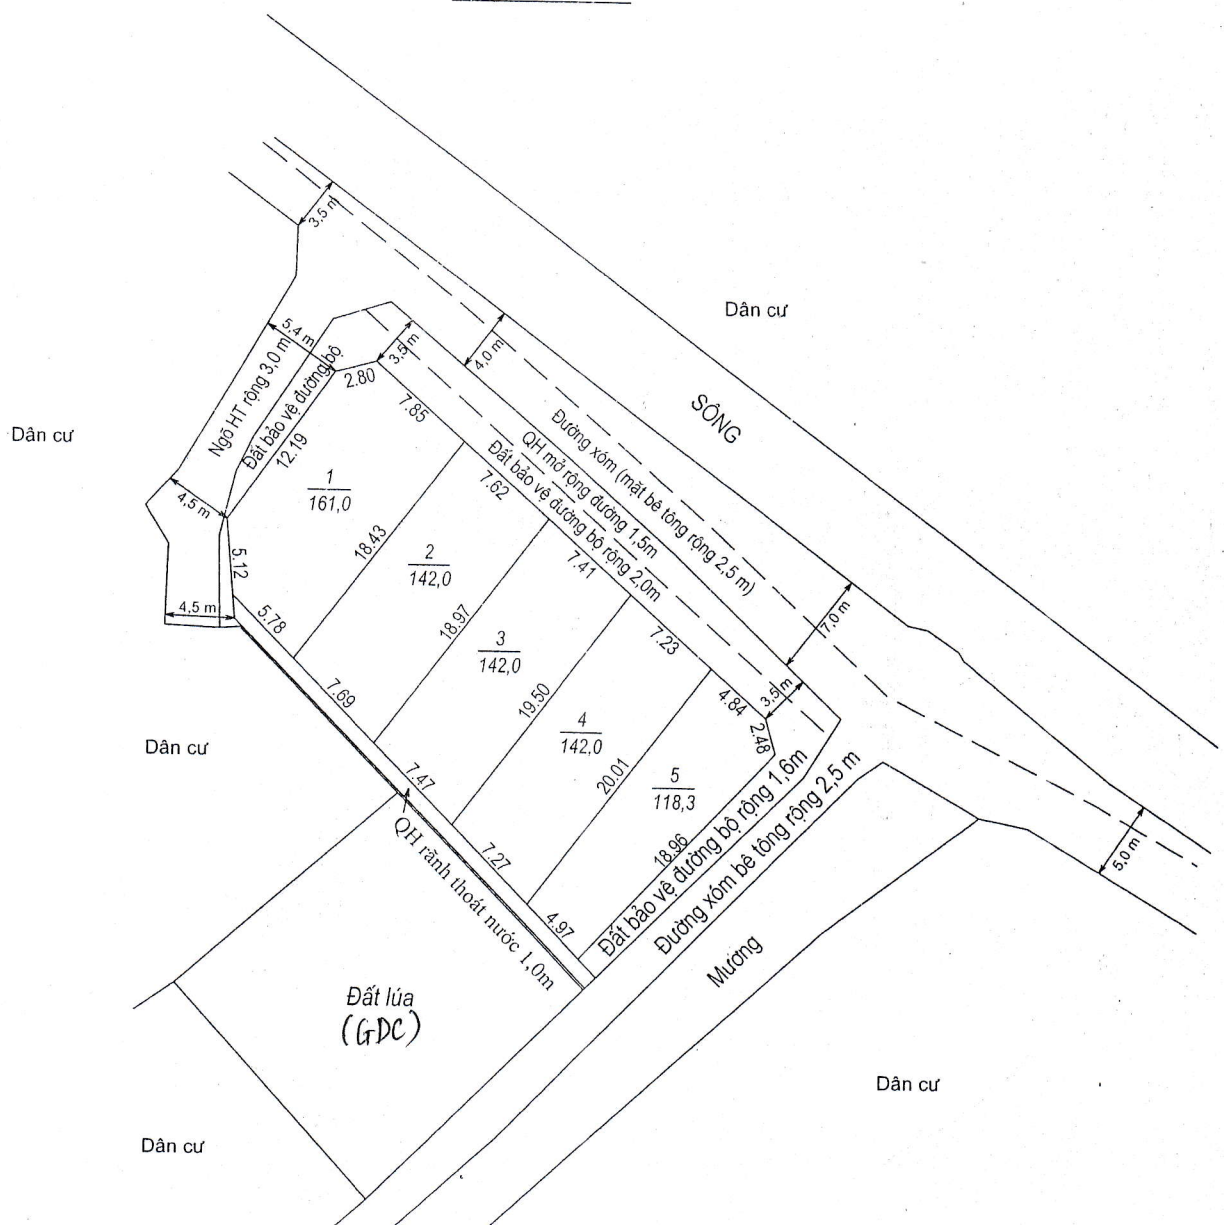 3,5 m
Dân cư
5,4 m
3,5 m
4,0 m
2.80
7.85
SÔNG
Ngõ HT rộng 3,0 m
Đất bảo vệ đường bộ
12.19
Đường xóm (mặt bê tông rộng 2,5 m)
QH mở rộng đường 1,5m
Đất bảo vệ đường bộ rộng 2,0m
Dân cư
1
161,0
7.62
4,5 m
18.43
2
142,0
7.41
5.12
4,5 m
5.78
18.97
3
142,0
7.23
7,0 m
7.69
19.50
4
142,0
4.84
3,5 m
2.48
Dân cư
7.47
20.01
5
118,3
QH rãnh thoát nước 1,0m
7.27
18.96
Đất bảo vệ đường bộ rộng 1,6m
Đường xóm bê tông rộng 2,5 m
5,0 m
4.97
Mương
Đất lúa
(GDC)
Dân cư
Dân cư